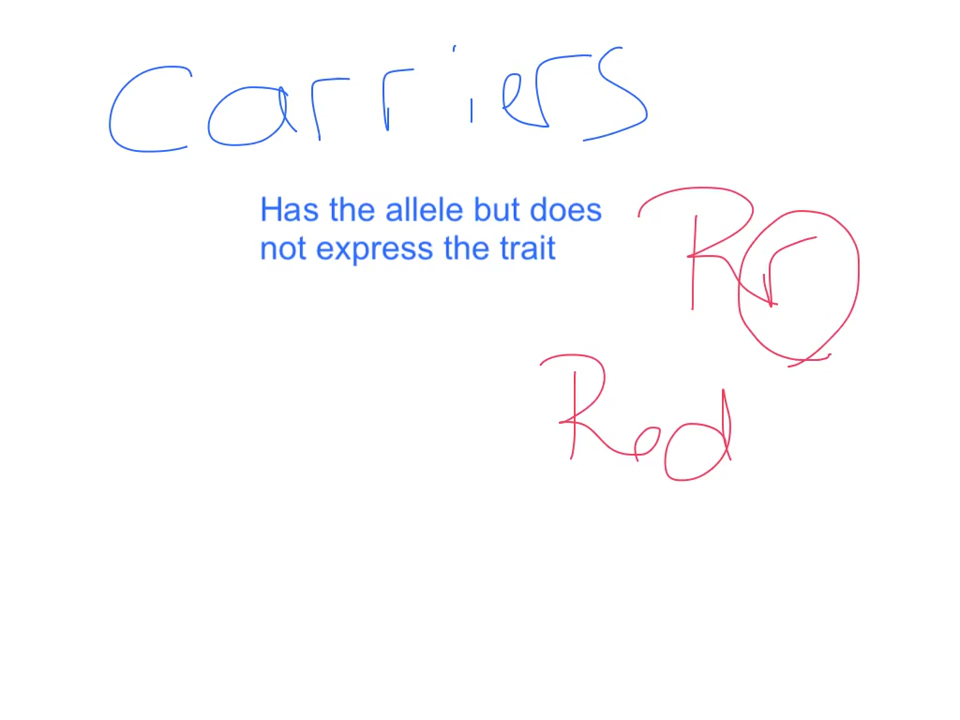 Carriers
Has the allele but does
not express the trait
Rr
Red